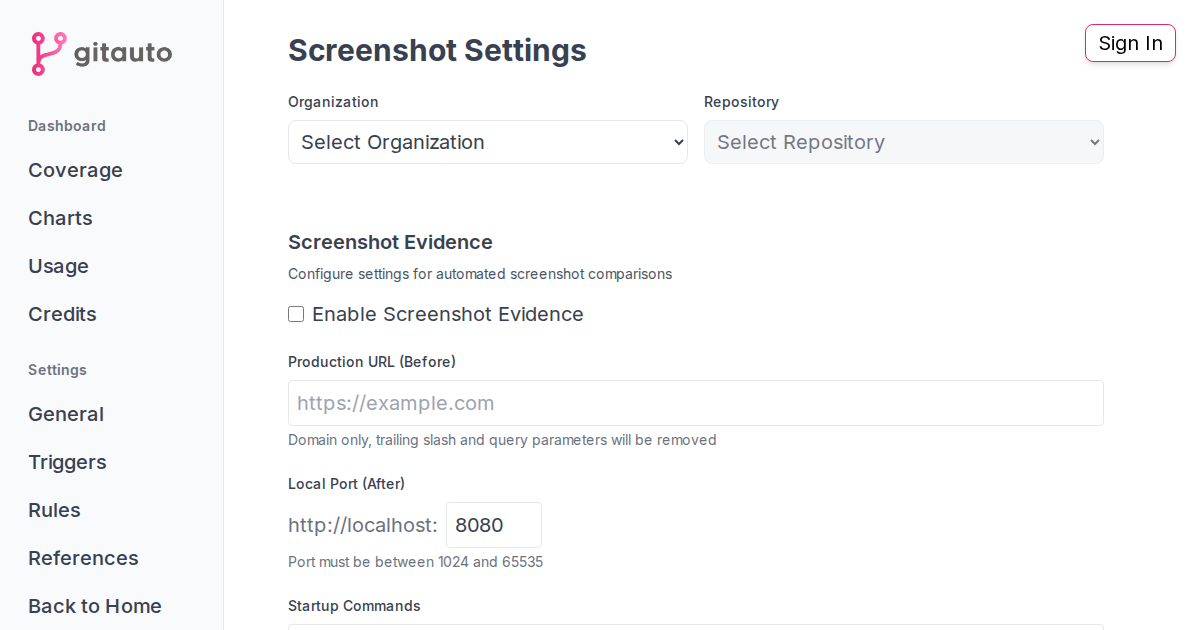 gitauto
Dashboard
Coverage
Charts
Usage
Credits
Settings
General
Triggers
Rules
References
Back to Home
Screenshot Settings
Sign In
Organization
Select Organization
Repository
Select Repository
Screenshot Evidence
Configure settings for automated screenshot comparisons
Enable Screenshot Evidence
Production URL (Before)
https://example.com
Domain only, trailing slash and query parameters will be removed
Local Port (After)
http://localhost: 8080
Port must be between 1024 and 65535
Startup Commands